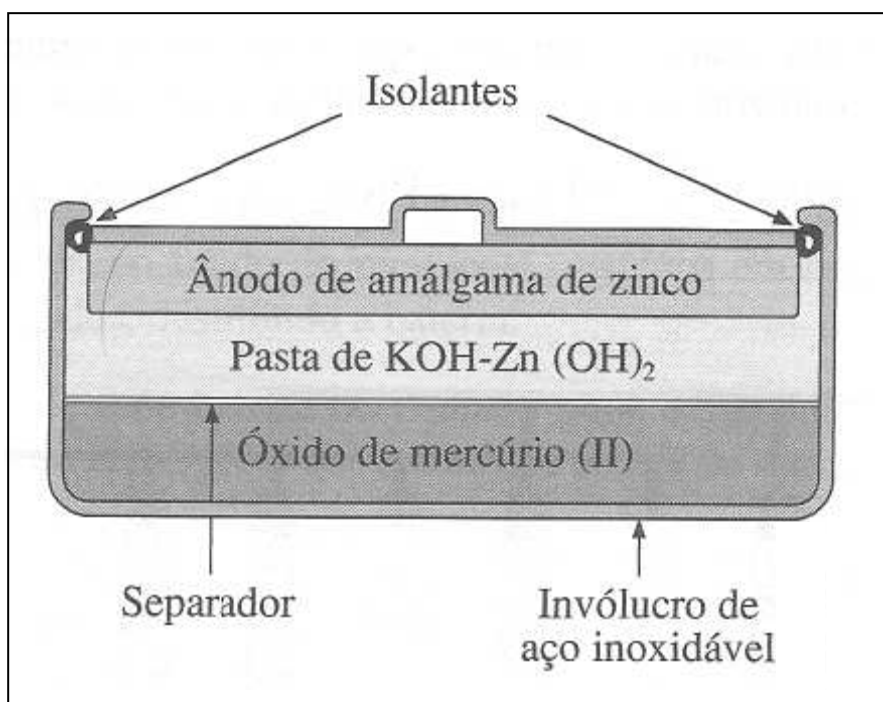 Isolantes
Ânodo de amálgama de zinco
Pasta de KOH-Zn (OH)₂
Óxido de mercúrio (II)
Separador
Invólucro de
aço inoxidável